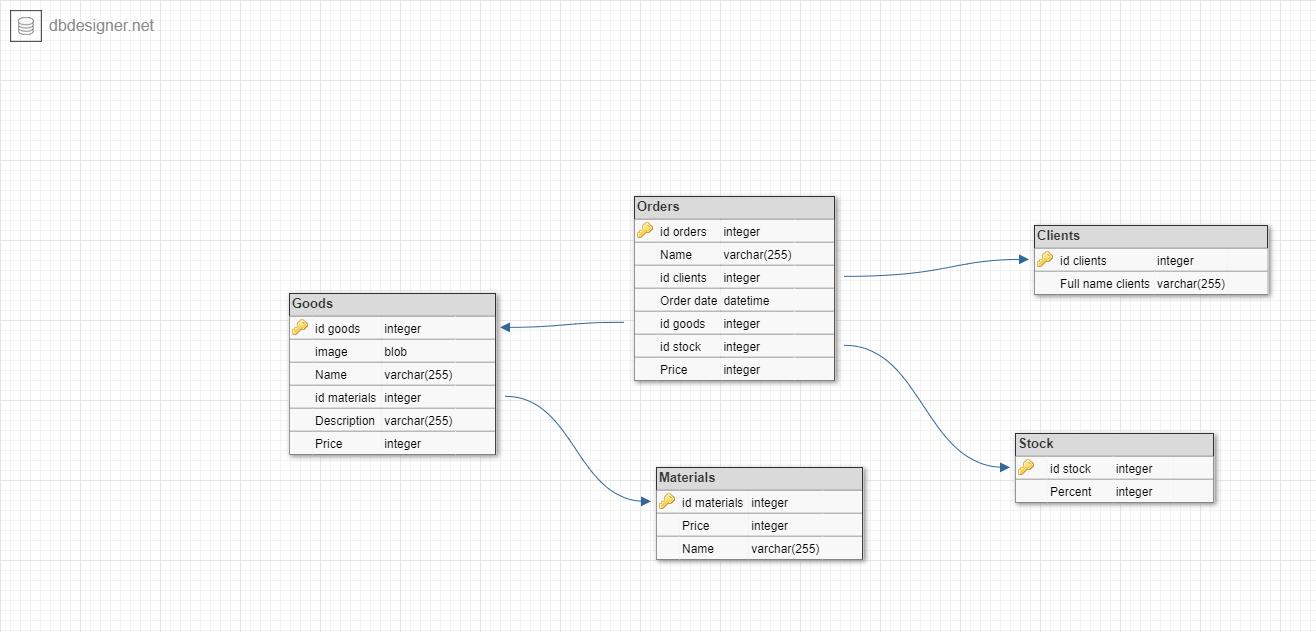 dbdesigner.net
Orders
id orders integer
Name varchar(255)
id clients integer
Order date datetime
id goods integer
id stock integer
Price integer
Clients
id clients integer
Full name clients varchar(255)
Goods
id goods integer
image blob
Name varchar(255)
id materials integer
Description varchar(255)
Price integer
Stock
id stock integer
Percent integer
Materials
id materials integer
Price integer
Name varchar(255)